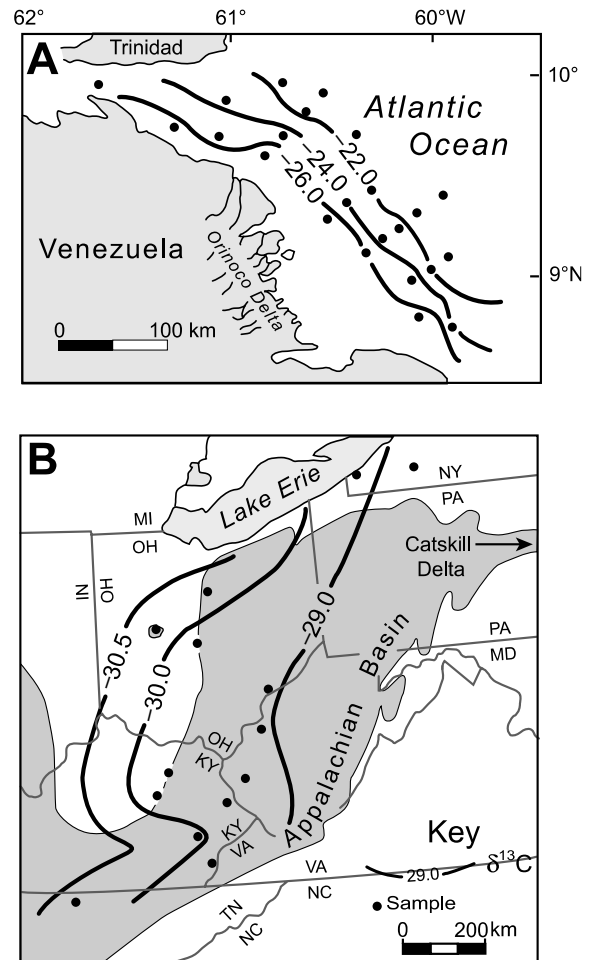 62°
61°
60°W
A
Trinidad
10°
Atlantic
Ocean
–22.0
–24.0
–26.0
Venezuela
Orinoco Delta
9°N
0
100 km
B
NY
PA
Lake Erie
MI
OH
Catskill
Delta
IN
OH
–29.0
–30.5
–30.0
PA
MD
Appalachian Basin
OH
KY
KY
VA
Key
VA
NC
29.0
δ¹³C
Sample
TN
NC
0
200km